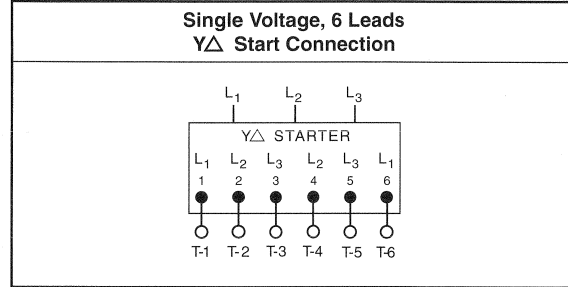 Single Voltage, 6 Leads
Y△ Start Connection
L₁ L₂ L₃
Y△ STARTER
L₁ L₂ L₃ L₂ L₃ L₁
1 2 3 4 5 6
T-1 T-2 T-3 T-4 T-5 T-6